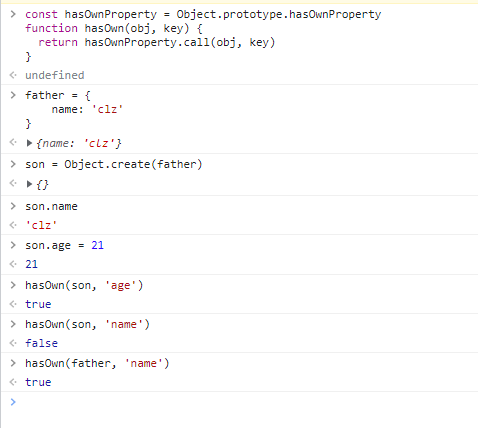 const hasOwnProperty = Object.prototype.hasOwnProperty
function hasOwn(obj, key) {
  return hasOwnProperty.call(obj, key)
}
undefined
father = {
    name: 'clz'
}
{name: 'clz'}
son = Object.create(father)
{}
son.name
'clz'
son.age = 21
21
hasOwn(son, 'age')
true
hasOwn(son, 'name')
false
hasOwn(father, 'name')
true